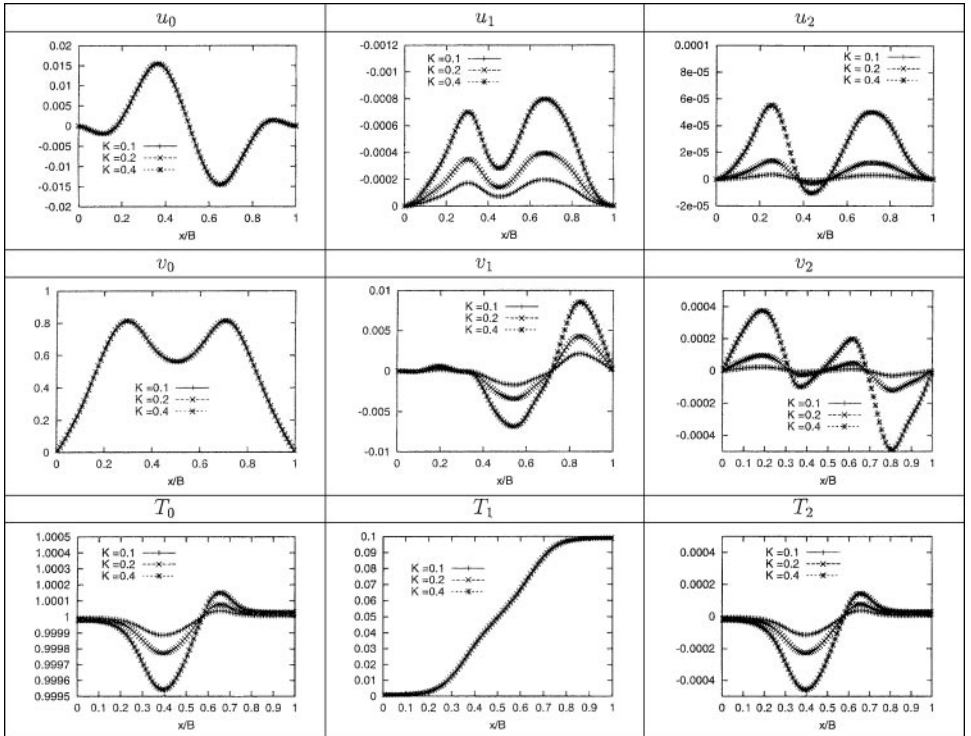 u₀ u₁ u₂
0.02
0.015
0.01
0.005
0
-0.005
-0.01
-0.015
-0.02
K =0.1
K =0.2
K =0.4
0 0.2 0.4 0.6 0.8 1
x/B
-0.0012
-0.001
-0.0008
-0.0006
-0.0004
-0.0002
0
K =0.1
K =0.2
K =0.4
0 0.2 0.4 0.6 0.8 1
x/B
0.0001
8e-05
6e-05
4e-05
2e-05
0
-2e-05
K =0.1
K =0.2
K =0.4
0 0.2 0.4 0.6 0.8 1
x/B
v₀ v₁ v₂
1
0.8
0.6
0.4
0.2
0
K =0.1
K =0.2
K =0.4
0 0.2 0.4 0.6 0.8 1
x/B
0.01
0.005
0
-0.005
-0.01
K =0.1
K =0.2
K =0.4
0 0.2 0.4 0.6 0.8 1
x/B
0.0004
0.0002
0
-0.0002
-0.0004
K =0.1
K =0.2
K =0.4
0 0.1 0.2 0.3 0.4 0.5 0.6 0.7 0.8 0.9 1
x/B
T₀ T₁ T₂
1.0005
1.0004
1.0003
1.0002
1.0001
1
0.9999
0.9998
0.9997
0.9996
0.9995
K =0.1
K =0.2
K =0.4
0 0.1 0.2 0.3 0.4 0.5 0.6 0.7 0.8 0.9 1
x/B
0.1
0.09
0.08
0.07
0.06
0.05
0.04
0.03
0.02
0.01
0
K =0.1
K =0.2
K =0.4
0 0.1 0.2 0.3 0.4 0.5 0.6 0.7 0.8 0.9 1
x/B
0.0004
0.0002
0
-0.0002
-0.0004
K =0.1
K =0.2
K =0.4
0 0.1 0.2 0.3 0.4 0.5 0.6 0.7 0.8 0.9 1
x/B